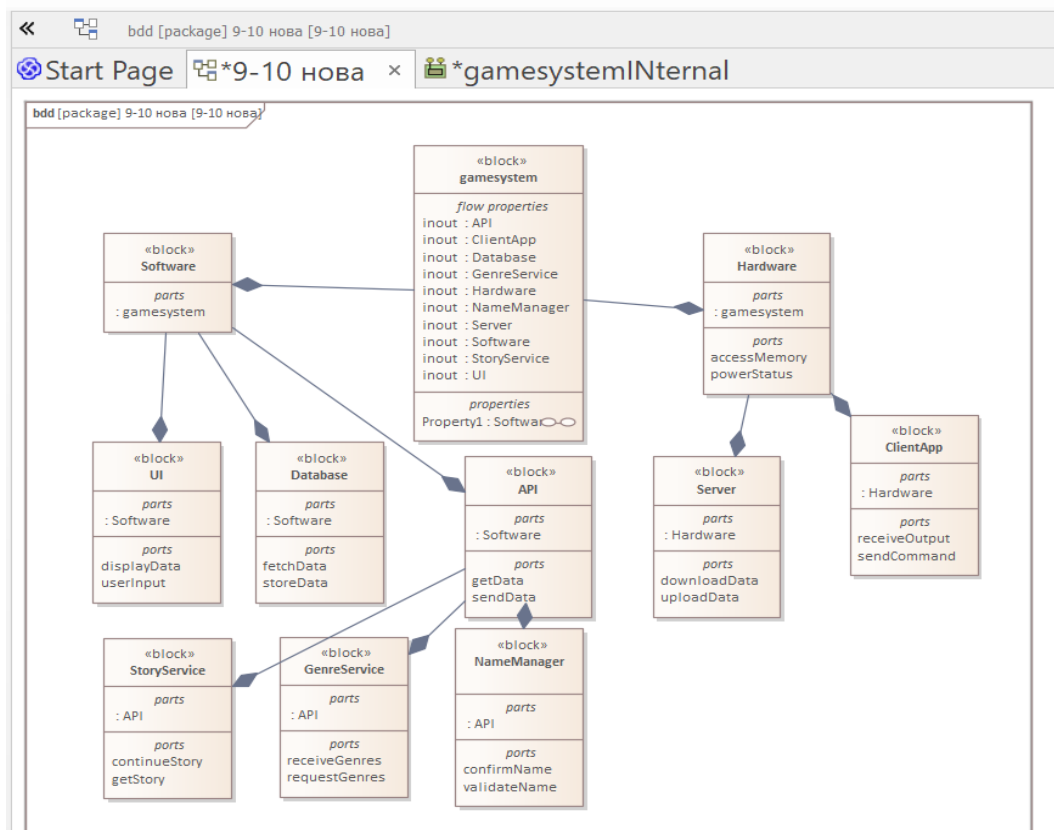 bdd [package] 9-10 нова [9-10 нова]
Start Page
*9-10 нова ×
*gamesystemINternal
bdd [package] 9-10 нова [9-10 нова]
«block»
gamesystem
flow properties
inout : API
inout : ClientApp
inout : Database
inout : GenreService
inout : Hardware
inout : NameManager
inout : Server
inout : Software
inout : StoryService
inout : UI
properties
Property1 : Software
«block»
Software
parts
: gamesystem
«block»
Hardware
parts
: gamesystem
ports
accessMemory
powerStatus
«block»
UI
parts
: Software
ports
displayData
userInput
«block»
Database
parts
: Software
ports
fetchData
storeData
«block»
API
parts
: Software
ports
getData
sendData
«block»
Server
parts
: Hardware
ports
downloadData
uploadData
«block»
ClientApp
parts
: Hardware
ports
receiveOutput
sendCommand
«block»
StoryService
parts
: API
ports
continueStory
getStory
«block»
GenreService
parts
: API
ports
receiveGenres
requestGenres
«block»
NameManager
parts
: API
ports
confirmName
validateName